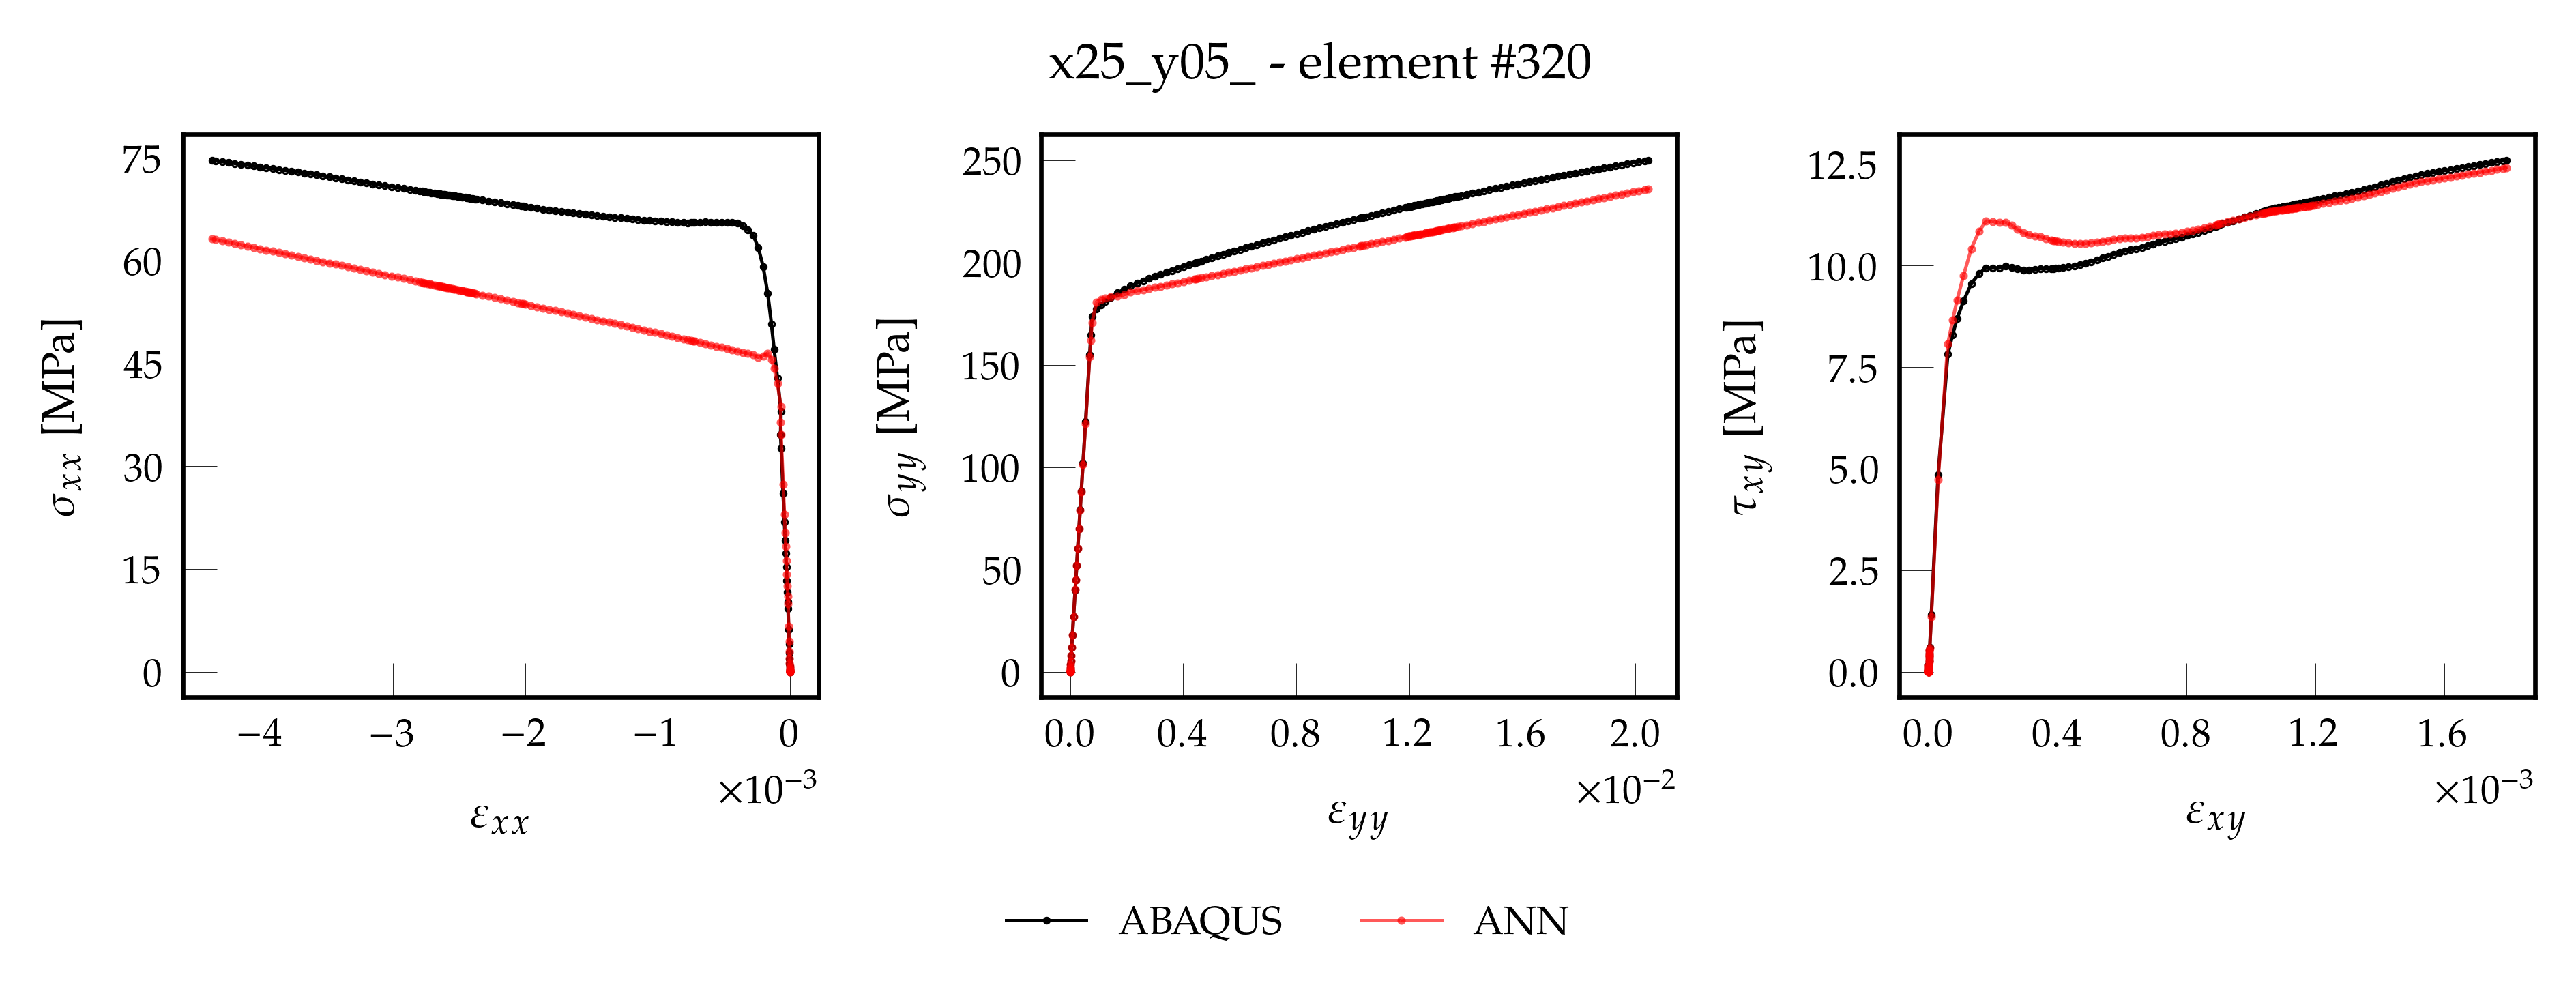 x25_y05_ - element #320
75
60
45
30
15
0
σxx [MPa]
−4 −3 −2 −1 0
×10−3
εxx
250
200
150
100
50
0
σyy [MPa]
0.0 0.4 0.8 1.2 1.6 2.0
×10−2
εyy
12.5
10.0
7.5
5.0
2.5
0.0
τxy [MPa]
0.0 0.4 0.8 1.2 1.6
×10−3
εxy
ABAQUS ANN